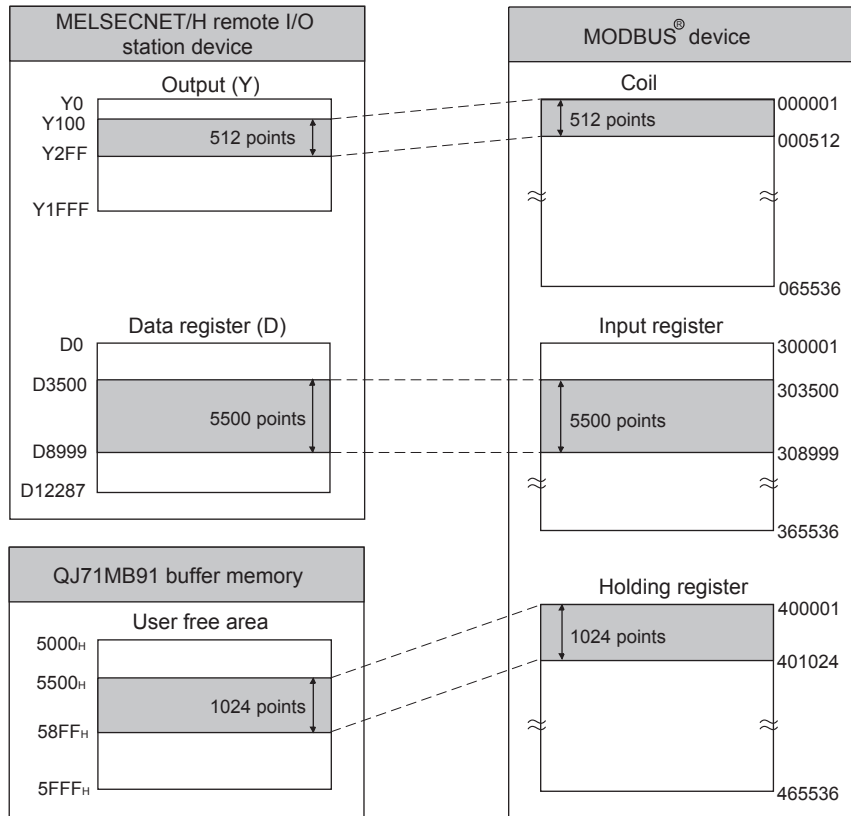 MELSECNET/H remote I/O
station device
Output (Y)
Y0
Y100
512 points
Y2FF
Y1FFF
Data register (D)
D0
D3500
5500 points
D8999
D12287
QJ71MB91 buffer memory
User free area
5000H
5500H
1024 points
58FFH
5FFFH
MODBUS® device
Coil
000001
512 points
000512
065536
Input register
300001
303500
5500 points
308999
365536
Holding register
400001
1024 points
401024
465536